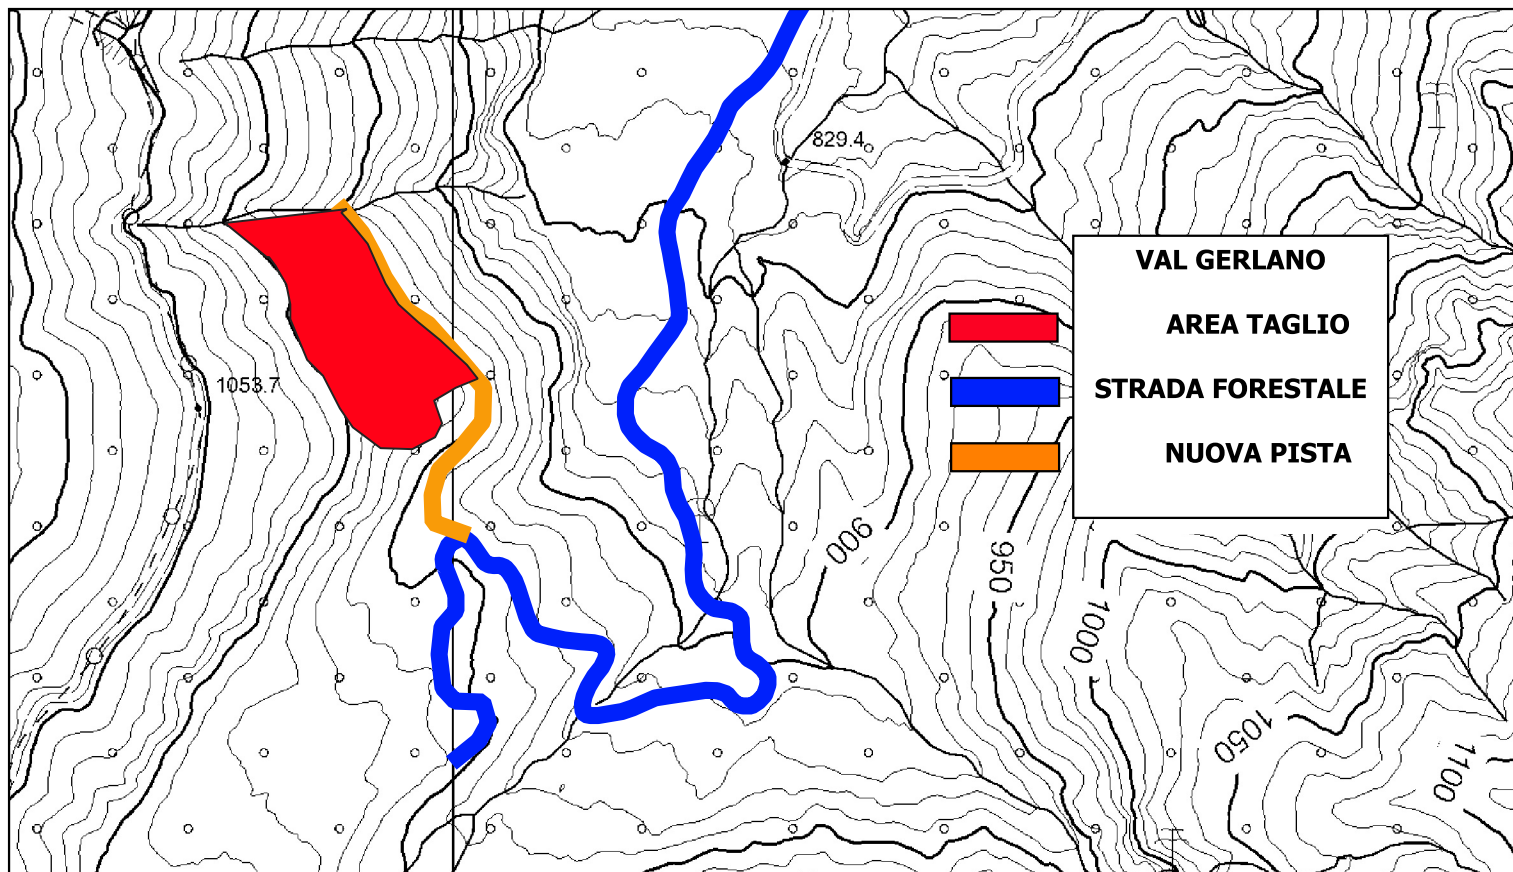 829.4
VAL GERLANO
AREA TAGLIO
1053.7
STRADA FORESTALE
NUOVA PISTA
900
950
1000
1050
1100